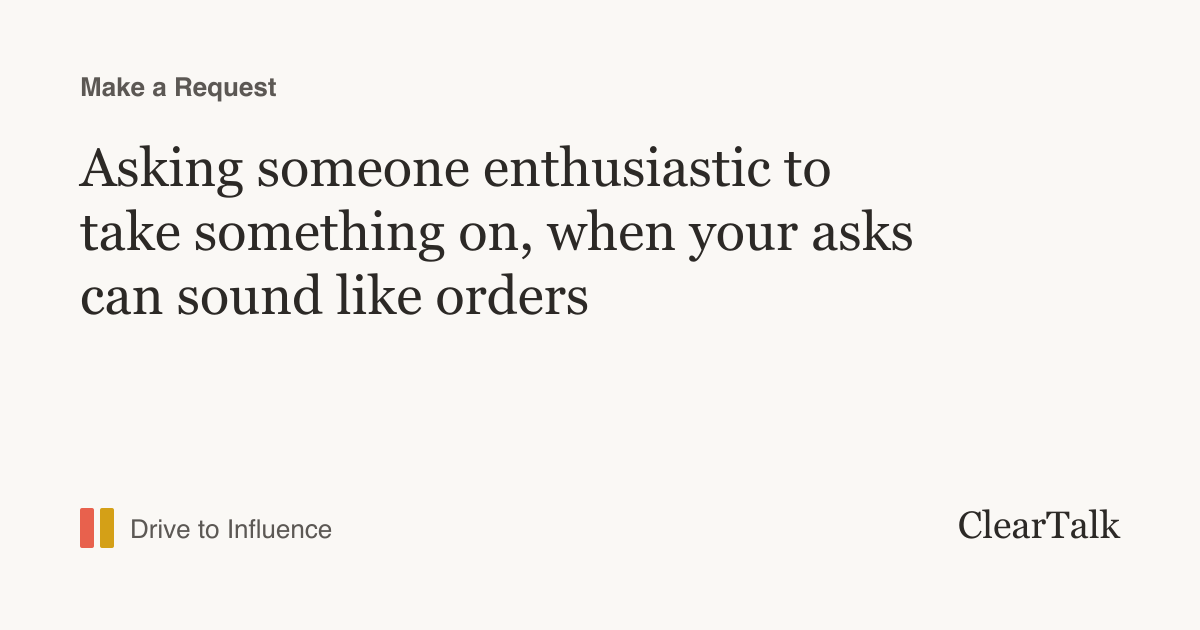 Make a Request
Asking someone enthusiastic to
take something on, when your asks
can sound like orders
Drive to Influence
ClearTalk